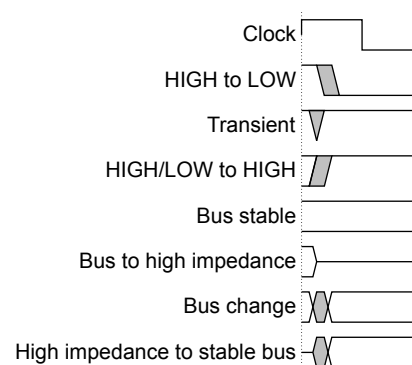 Clock
HIGH to LOW
Transient
HIGH/LOW to HIGH
Bus stable
Bus to high impedance
Bus change
High impedance to stable bus